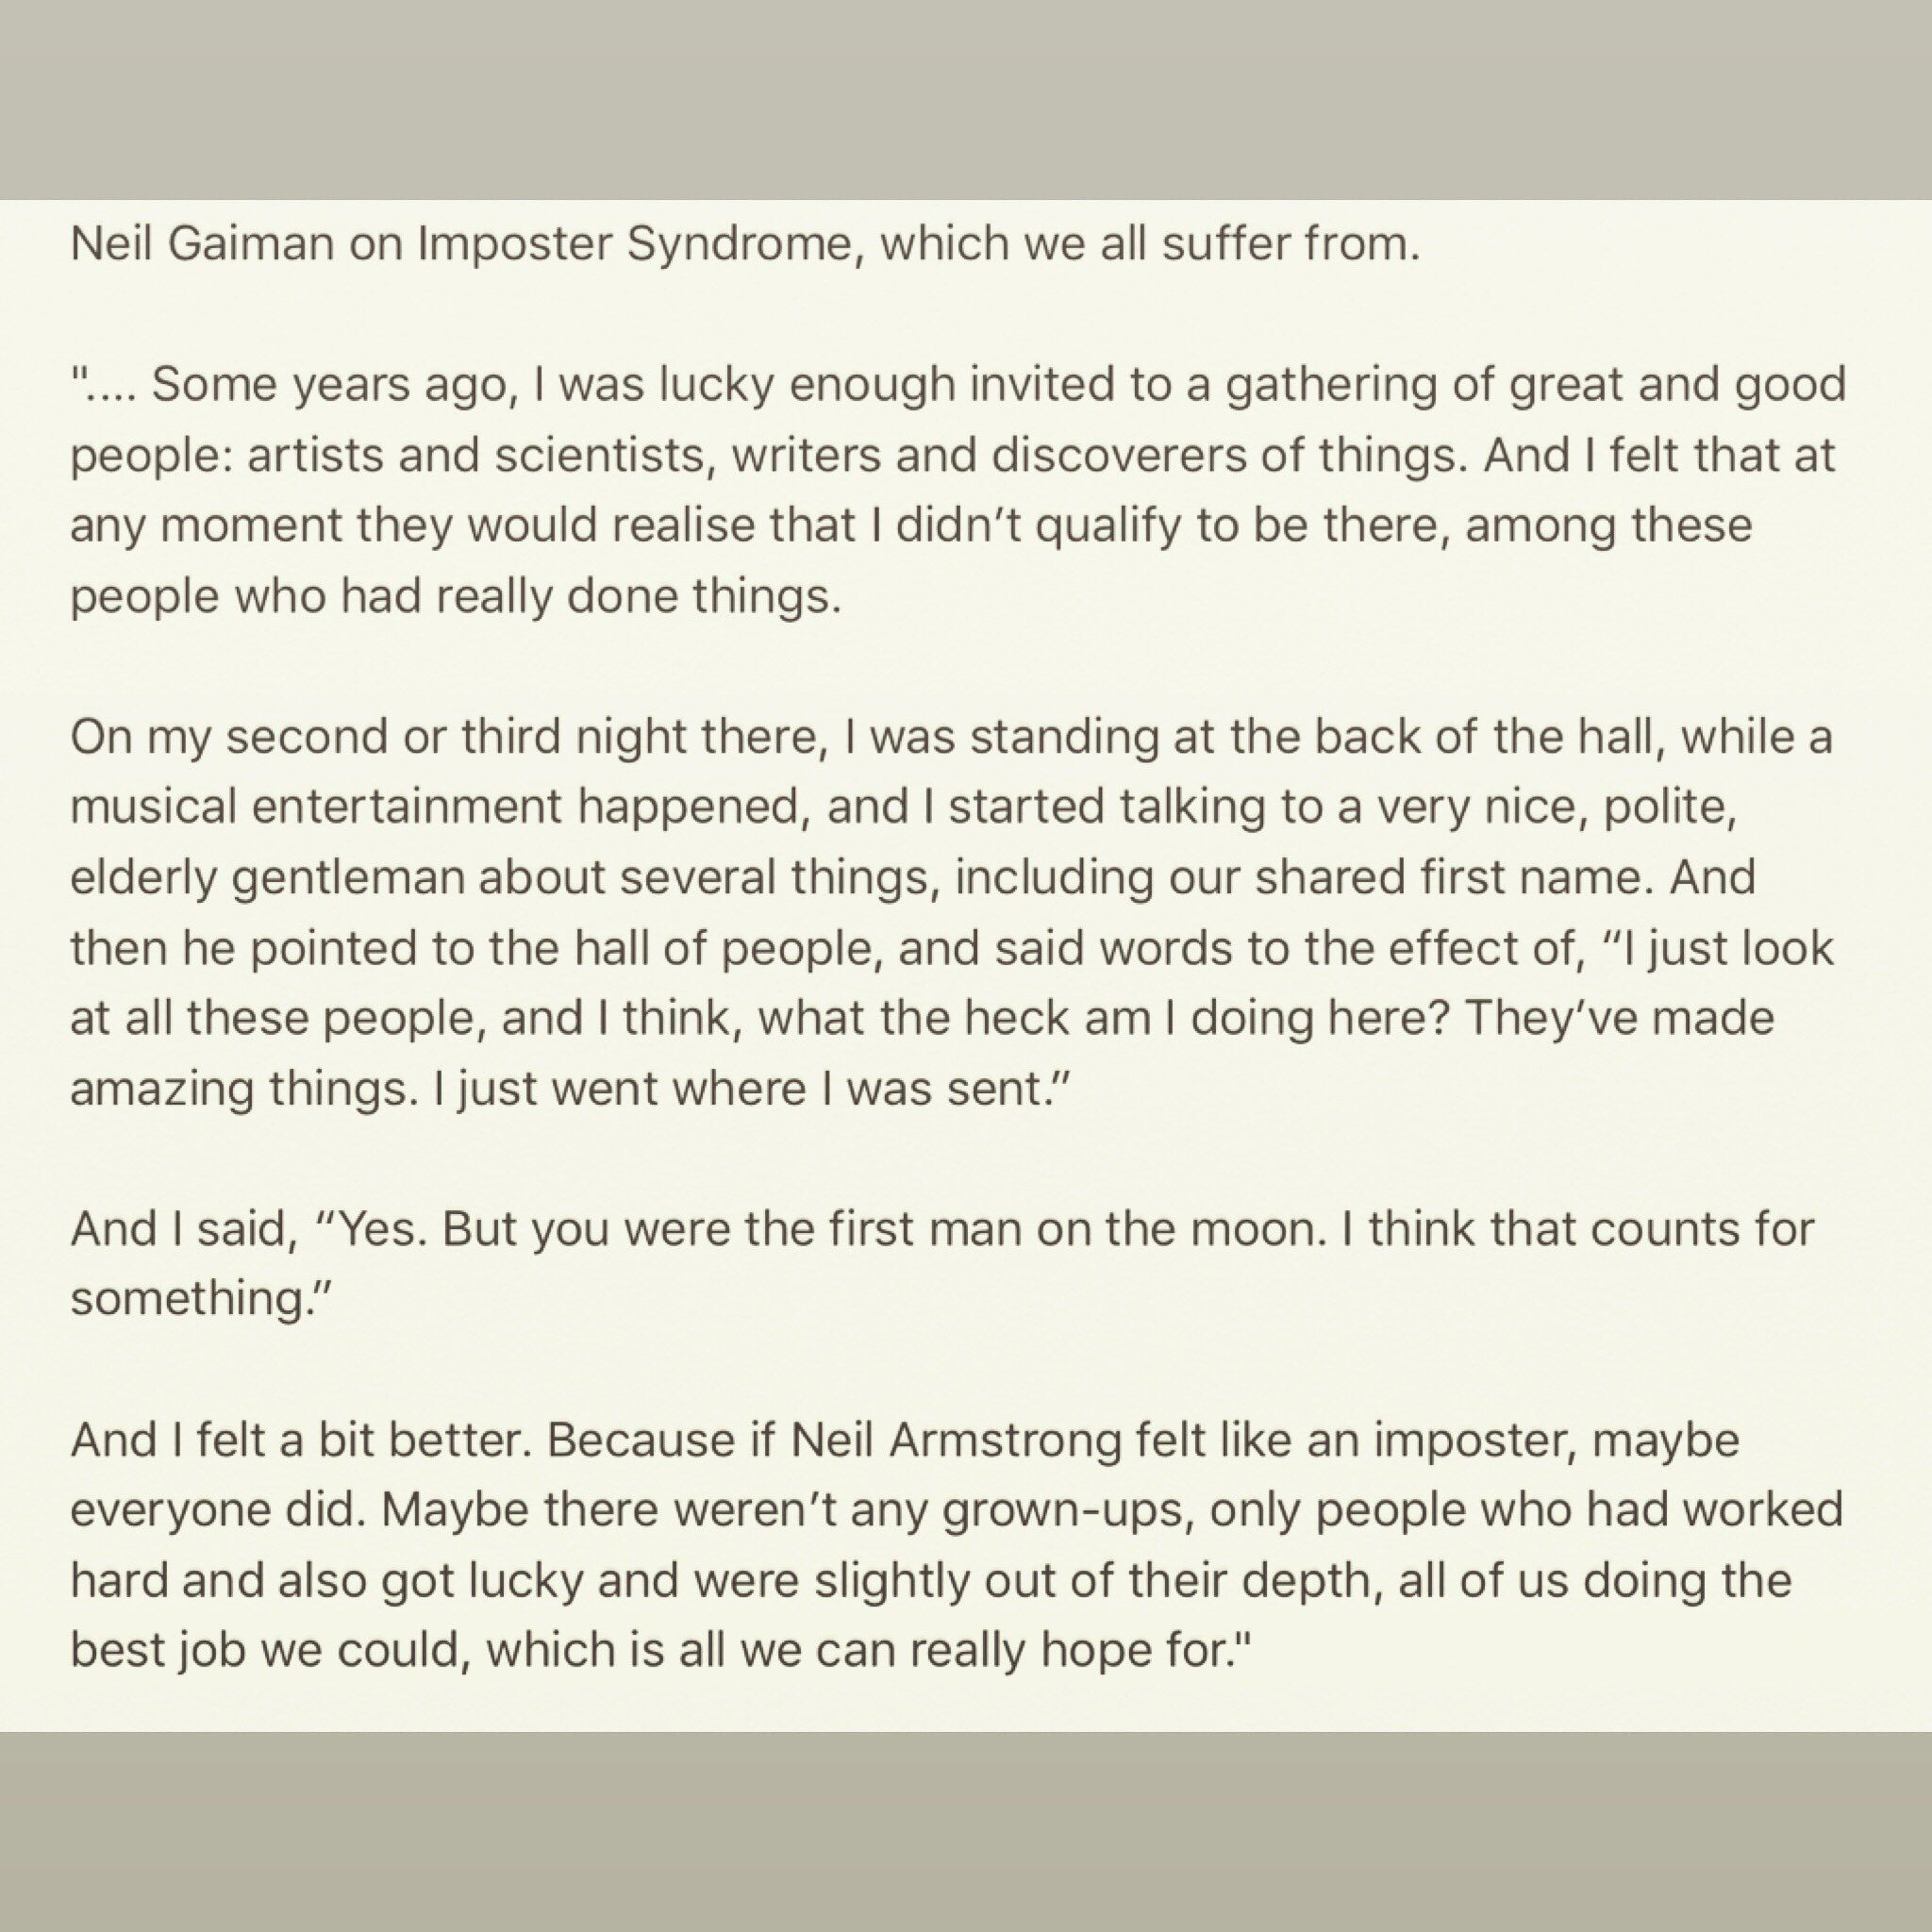 Neil Gaiman on Imposter Syndrome, which we all suffer from.
".... Some years ago, I was lucky enough invited to a gathering of great and good
people: artists and scientists, writers and discoverers of things. And I felt that at
any moment they would realise that I didn’t qualify to be there, among these
people who had really done things.
On my second or third night there, I was standing at the back of the hall, while a
musical entertainment happened, and I started talking to a very nice, polite,
elderly gentleman about several things, including our shared first name. And
then he pointed to the hall of people, and said words to the effect of, “I just look
at all these people, and I think, what the heck am I doing here? They’ve made
amazing things. I just went where I was sent.”
And I said, “Yes. But you were the first man on the moon. I think that counts for
something.”
And I felt a bit better. Because if Neil Armstrong felt like an imposter, maybe
everyone did. Maybe there weren’t any grown-ups, only people who had worked
hard and also got lucky and were slightly out of their depth, all of us doing the
best job we could, which is all we can really hope for."